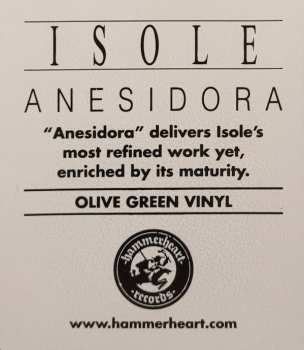 ISOLE
ANESIDORA
“Anesidora” delivers Isole’s
most refined work yet,
enriched by its maturity.
OLIVE GREEN VINYL
hammerheart
·records·
www.hammerheart.com